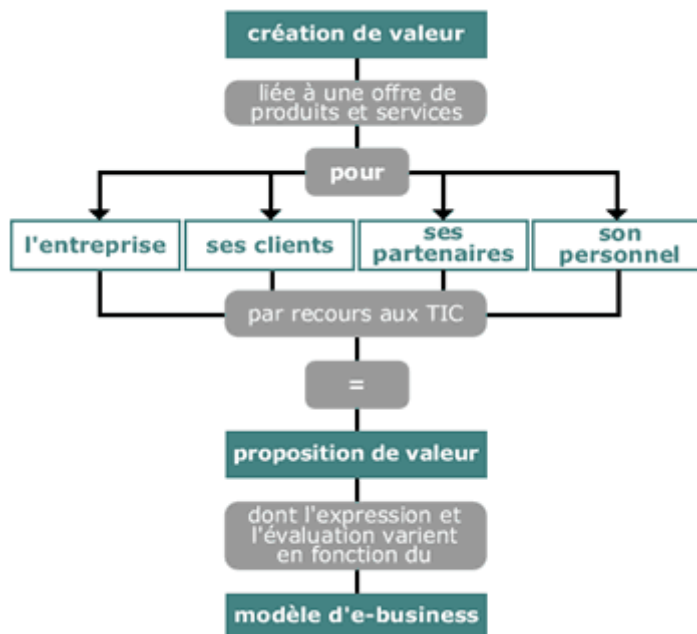 création de valeur
liée à une offre de
produits et services
pour
l'entreprise
ses clients
ses
partenaires
son
personnel
par recours aux TIC
=
proposition de valeur
dont l'expression et
l'évaluation varient
en fonction du
modèle d'e-business